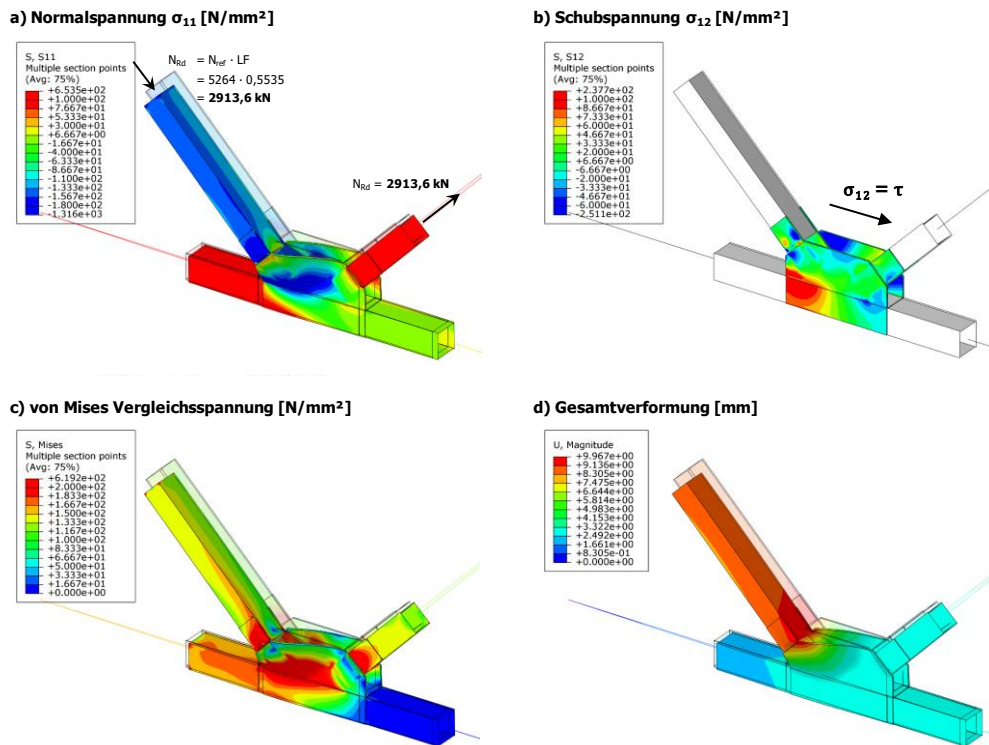 a) Normalspannung σ11 [N/mm²]
S, S11
Multiple section points
(Avg: 75%)
+6.535e+02
+1.000e+02
+7.667e+01
+5.333e+01
+3.000e+01
+6.667e+00
-1.667e+01
-4.000e+01
-6.333e+01
-8.667e+01
-1.100e+02
-1.333e+02
-1.567e+02
-1.800e+02
-1.316e+03
NRd = Nref · LF
= 5264 · 0,5535
= 2913,6 kN
NRd = 2913,6 kN
b) Schubspannung σ12 [N/mm²]
S, S12
Multiple section points
(Avg: 75%)
+2.377e+02
+1.000e+02
+8.667e+01
+7.333e+01
+6.000e+01
+4.667e+01
+3.333e+01
+2.000e+01
+6.667e+00
-6.667e+00
-2.000e+01
-3.333e+01
-4.667e+01
-6.000e+01
-2.511e+02
σ12 = τ
c) von Mises Vergleichsspannung [N/mm²]
S, Mises
Multiple section points
(Avg: 75%)
+6.192e+02
+2.000e+02
+1.833e+02
+1.667e+02
+1.500e+02
+1.333e+02
+1.167e+02
+1.000e+02
+8.333e+01
+6.667e+01
+5.000e+01
+3.333e+01
+1.667e+01
+0.000e+00
d) Gesamtverformung [mm]
U, Magnitude
+9.967e+00
+9.136e+00
+8.305e+00
+7.475e+00
+6.644e+00
+5.814e+00
+4.983e+00
+4.153e+00
+3.322e+00
+2.492e+00
+1.661e+00
+8.305e-01
+0.000e+00